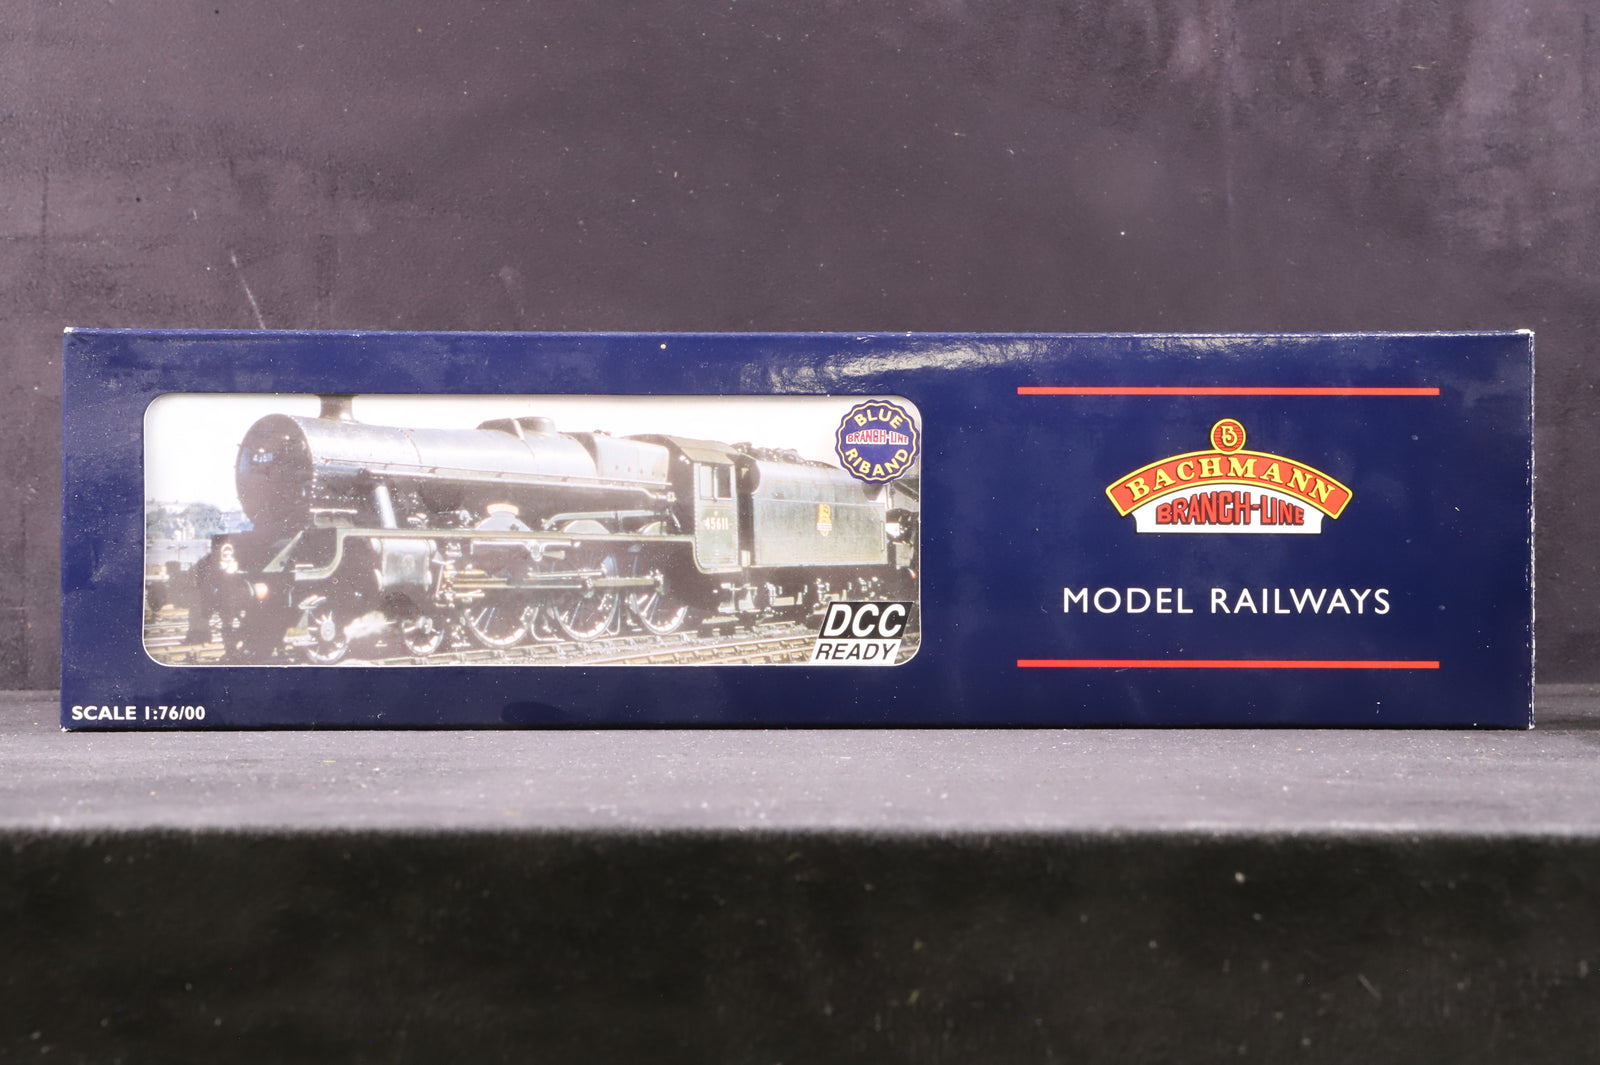 BLUE
BRANCH-LINE
RIBAND
45611
DCC
READY
SCALE 1:76/00
B
BACHMANN
BRANCH-LINE
MODEL RAILWAYS